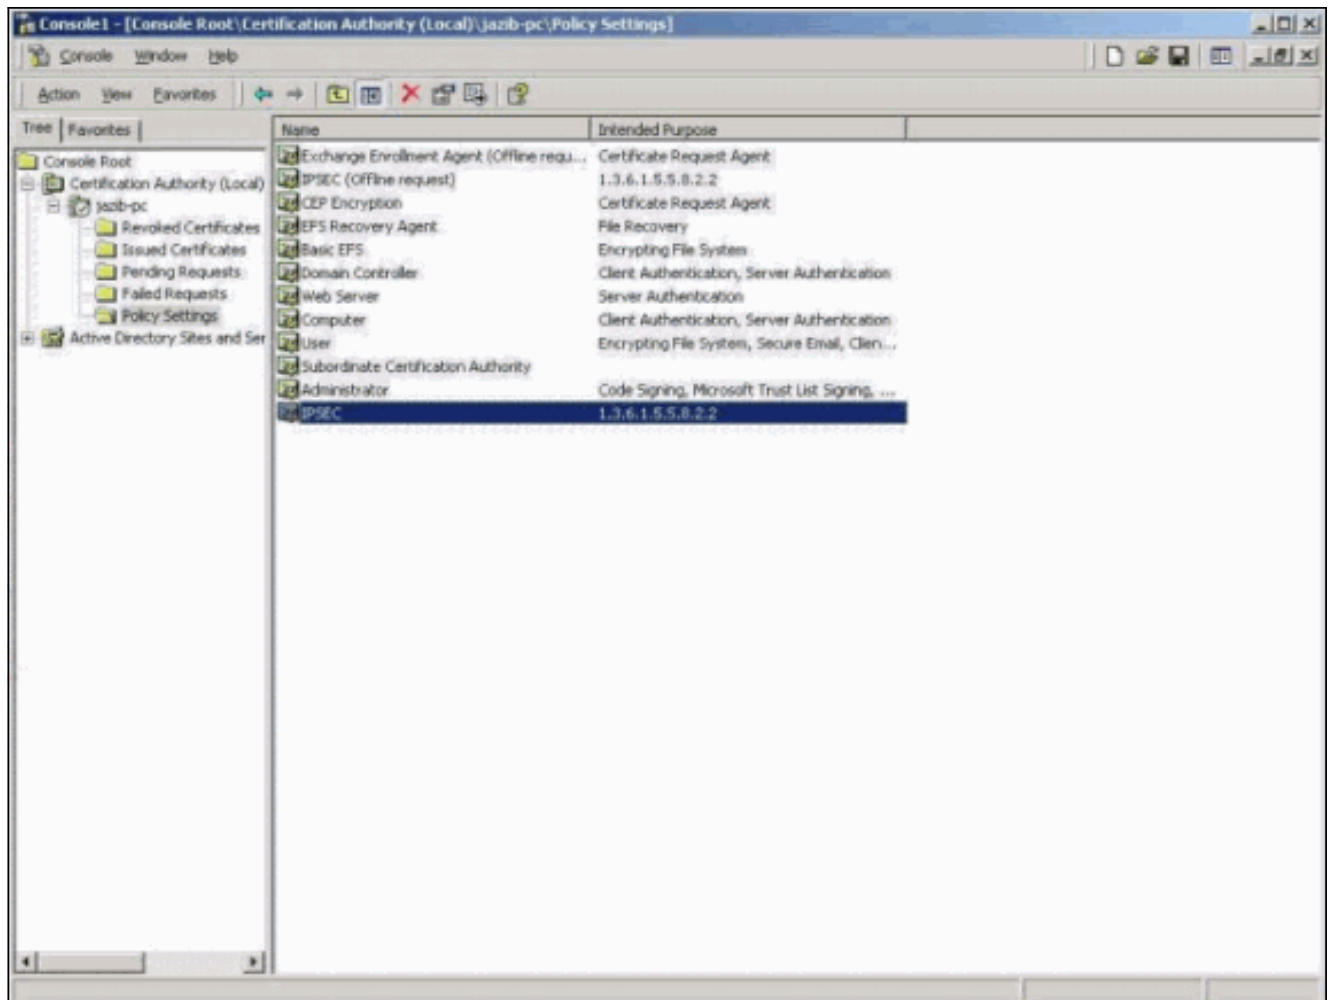 Console1 - [Console Root\Certification Authority (Local)\jazib-pc\Policy Settings]
Console Window Help
Action View Favorites
Tree Favorites
Name Intended Purpose
Console Root
Certification Authority (Local)
jazib-pc
Revoked Certificates
Issued Certificates
Pending Requests
Failed Requests
Policy Settings
Active Directory Sites and Ser
Exchange Enrollment Agent (Offline requ... Certificate Request Agent
IPSEC (Offline request) 1.3.6.1.5.5.8.2.2
CEP Encryption Certificate Request Agent
EFS Recovery Agent File Recovery
Basic EFS Encrypting File System
Domain Controller Client Authentication, Server Authentication
Web Server Server Authentication
Computer Client Authentication, Server Authentication
User Encrypting File System, Secure Email, Clien...
Subordinate Certification Authority
Administrator Code Signing, Microsoft Trust List Signing, ...
IPSEC 1.3.6.1.5.5.8.2.2